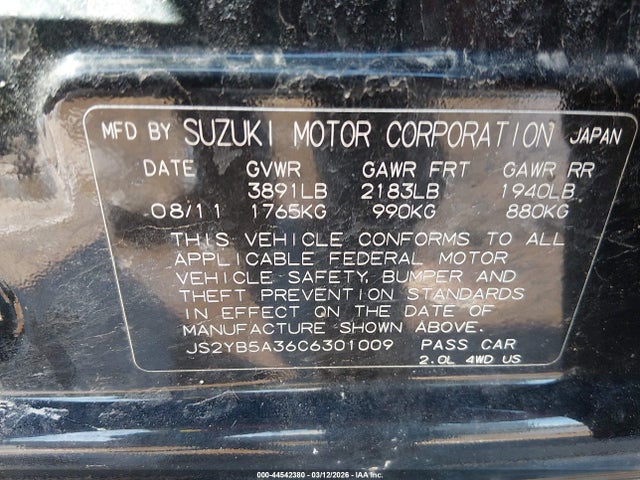 MFD BY SUZUKI MOTOR CORPORATION JAPAN
DATE GVWR GAWR FRT GAWR RR
3891LB 2183LB 1940LB
08/11 1765KG 990KG 880KG
THIS VEHICLE CONFORMS TO ALL
APPLICABLE FEDERAL MOTOR
VEHICLE SAFETY, BUMPER AND
THEFT PREVENTION STANDARDS
IN EFFECT ON THE DATE OF
MANUFACTURE SHOWN ABOVE.
JS2YB5A36C6301009 PASS CAR
2.0L 4WD US
000-44542380 - 03/12/2026 - IAAI.COM